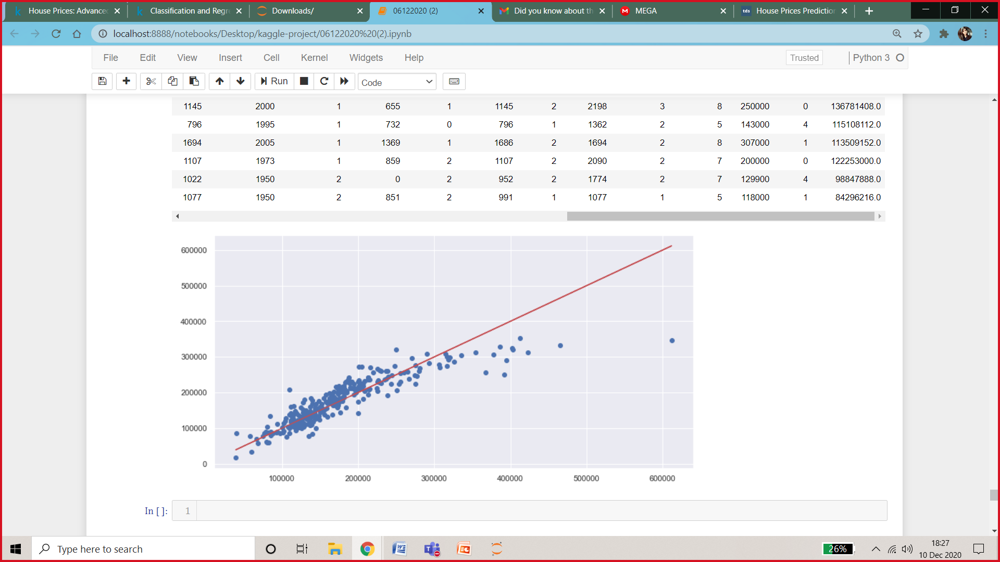 House Prices: Advanced
Classification and Regre
Downloads/
06122020 (2)
Did you know about th
MEGA
tds House Prices Prediction
localhost:8888/notebooks/Desktop/kaggle-project/06122020%20(2).ipynb
File Edit View Insert Cell Kernel Widgets Help Trusted Python 3
Run Code
1145 2000 1 655 1 1145 2 2198 3 8 250000 0 136781408.0
796 1995 1 732 0 796 1 1362 2 5 143000 4 115108112.0
1694 2005 1 1369 1 1686 2 1694 2 8 307000 1 113509152.0
1107 1973 1 859 2 1107 2 2090 2 7 200000 0 122253000.0
1022 1950 2 0 2 952 2 1774 2 7 129900 4 98847888.0
1077 1950 2 851 2 991 1 1077 1 5 118000 1 84296216.0
600000
500000
400000
300000
200000
100000
0
100000 200000 300000 400000 500000 600000
In [ ]: 1
Type here to search
26%
18:27
10 Dec 2020